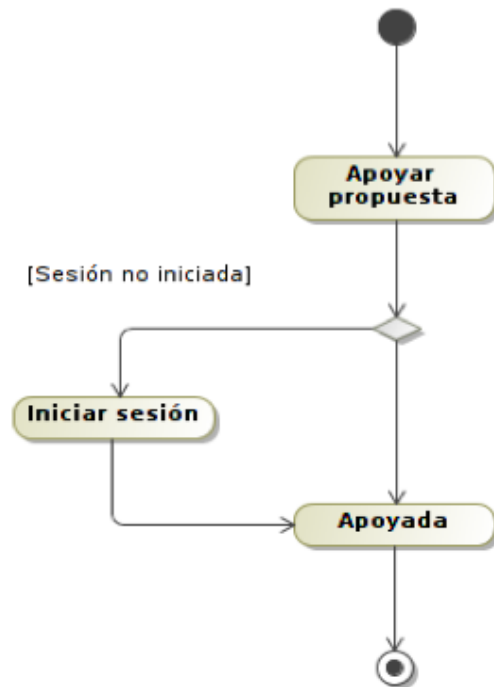 Apoyar
propuesta
[Sesión no iniciada]
Iniciar sesión
Apoyada